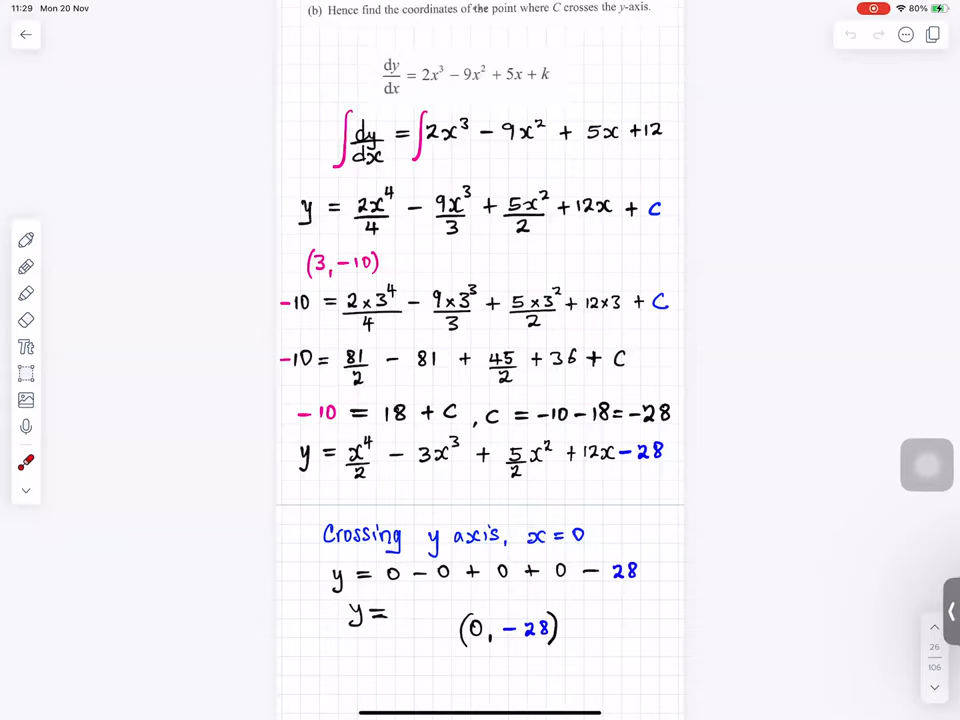 11:29 Mon 20 Nov
80%
(b) Hence find the coordinates of the point where C crosses the y-axis.
dy/dx = 2x³ − 9x² + 5x + k
∫ dy/dx = ∫ 2x³ − 9x² + 5x + 12
y = 2x⁴/4 − 9x³/3 + 5x²/2 + 12x + C
(3, −10)
−10 = 2×3⁴/4 − 9×3³/3 + 5×3²/2 + 12×3 + C
−10 = 81/2 − 81 + 45/2 + 36 + C
−10 = 18 + C , C = −10 − 18 = −28
y = x⁴/2 − 3x³ + 5/2 x² + 12x − 28
Crossing y axis, x = 0
y = 0 − 0 + 0 + 0 − 28
y =
(0, −28)
Tt
26
106